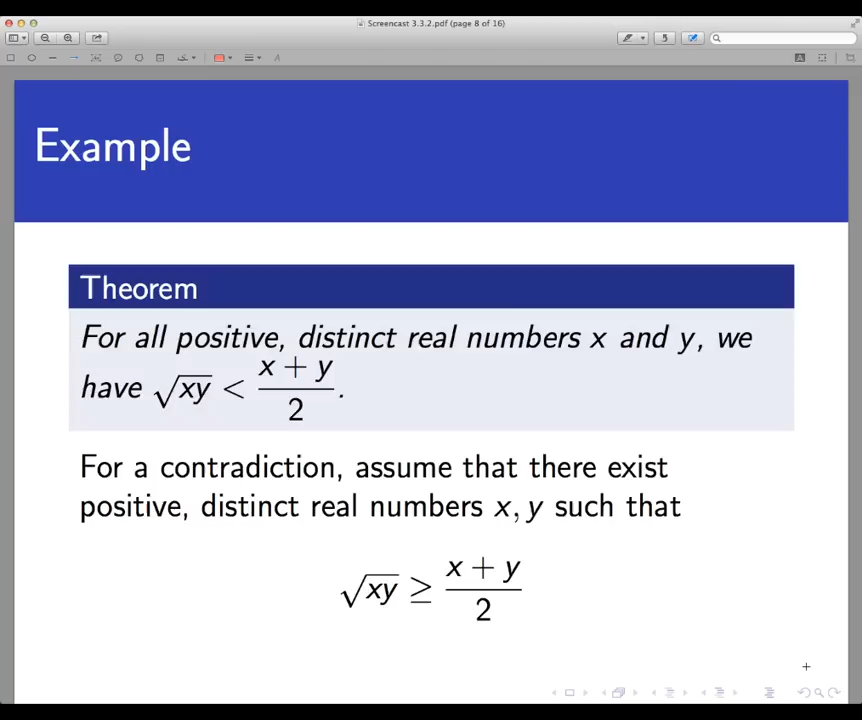 Screencast 3.3.2.pdf (page 8 of 16)
Example
Theorem
For all positive, distinct real numbers x and y, we
have √xy < x + y / 2.
For a contradiction, assume that there exist
positive, distinct real numbers x, y such that
√xy ≥ x + y / 2